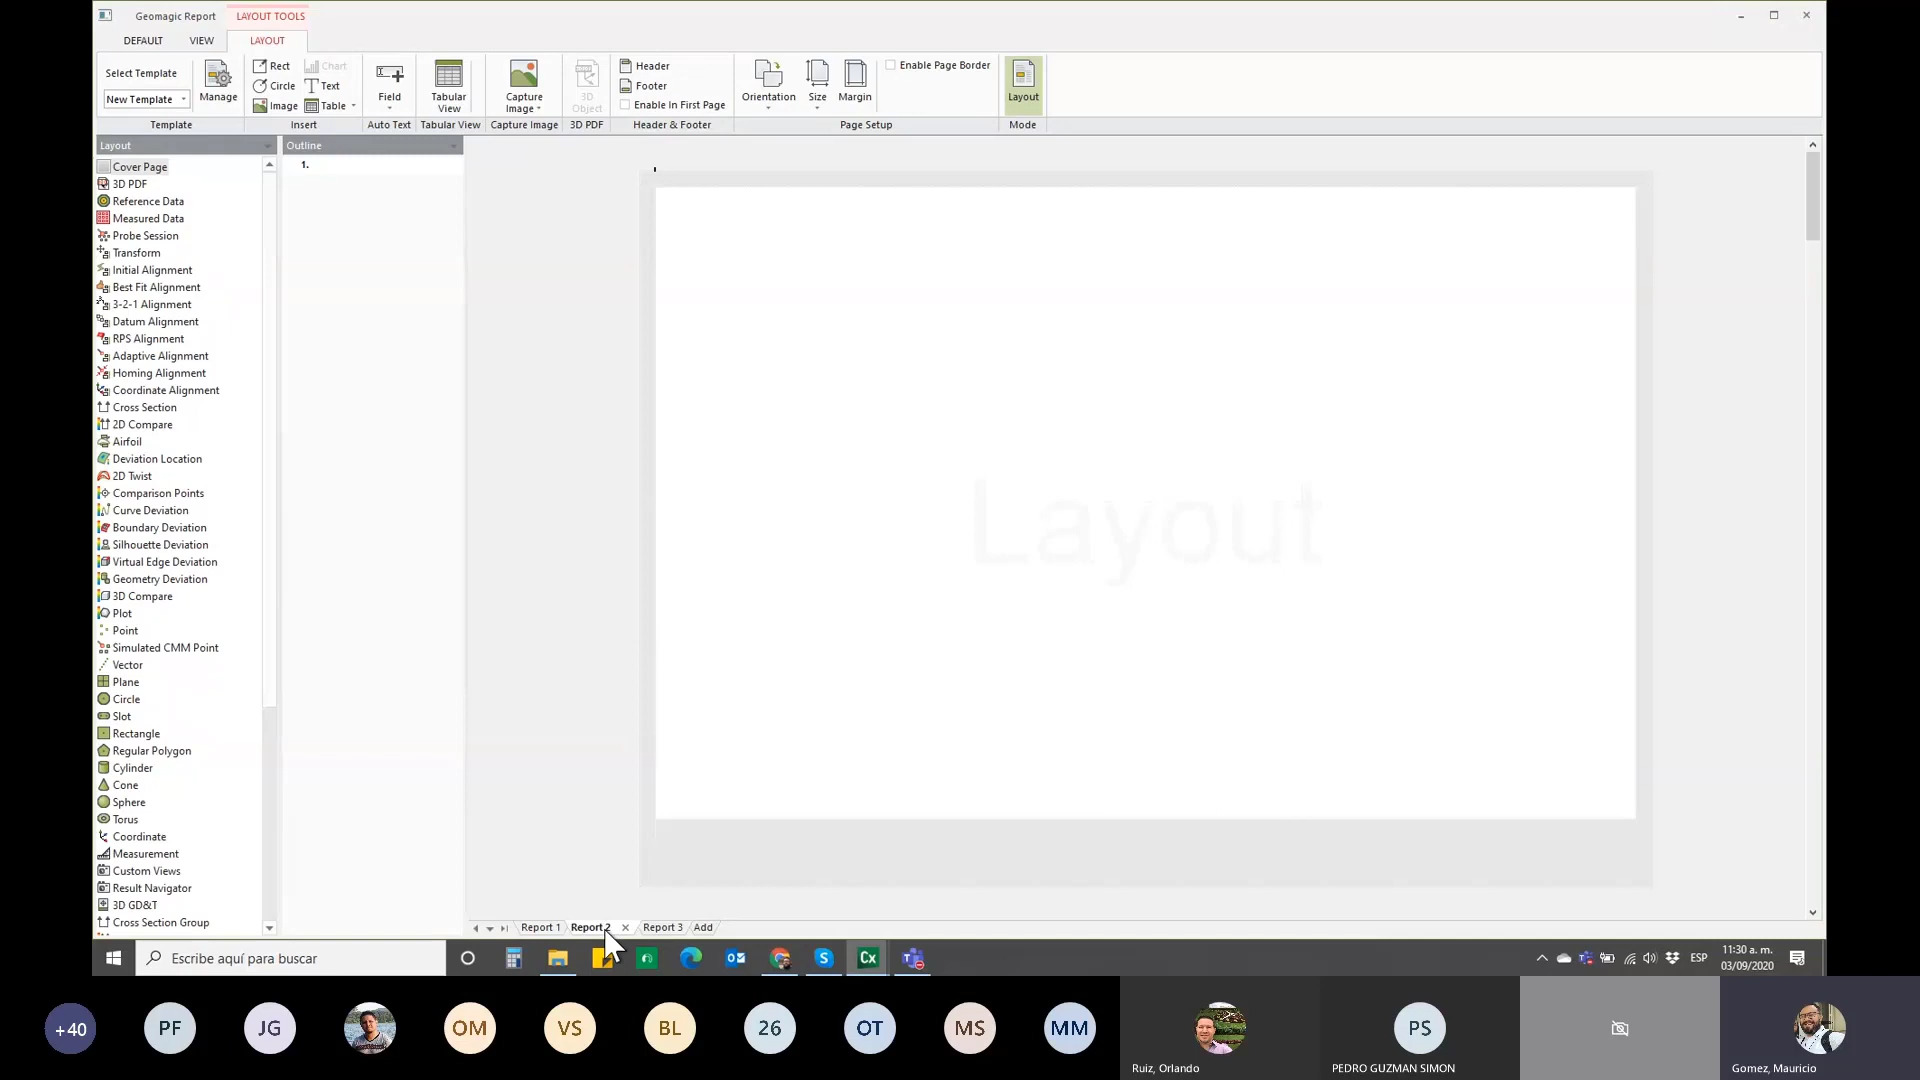 Geomagic Report
LAYOUT TOOLS
DEFAULT
VIEW
LAYOUT
Select Template
New Template
Manage
Template
Rect
Chart
Circle
Text
Image
Table
Insert
Field
Auto Text
Tabular
View
Tabular View
Capture
Image
Capture Image
3D
Object
3D PDF
Header
Footer
Enable In First Page
Header & Footer
Orientation
Size
Margin
Enable Page Border
Page Setup
Layout
Mode
Layout
Outline
1.
Cover Page
3D PDF
Reference Data
Measured Data
Probe Session
Transform
Initial Alignment
Best Fit Alignment
3-2-1 Alignment
Datum Alignment
RPS Alignment
Adaptive Alignment
Homing Alignment
Coordinate Alignment
Cross Section
2D Compare
Airfoil
Deviation Location
2D Twist
Comparison Points
Curve Deviation
Boundary Deviation
Silhouette Deviation
Virtual Edge Deviation
Geometry Deviation
3D Compare
Plot
Point
Simulated CMM Point
Vector
Plane
Circle
Slot
Rectangle
Regular Polygon
Cylinder
Cone
Sphere
Torus
Coordinate
Measurement
Custom Views
Result Navigator
3D GD&T
Cross Section Group
Layout
Report 1
Report 2
Report 3
Add
Escribe aquí para buscar
Cx
ESP
11:30 a. m.
03/09/2020
+40
PF
JG
OM
VS
BL
26
OT
MS
MM
Ruiz, Orlando
PS
PEDRO GUZMAN SIMON
Gomez, Mauricio